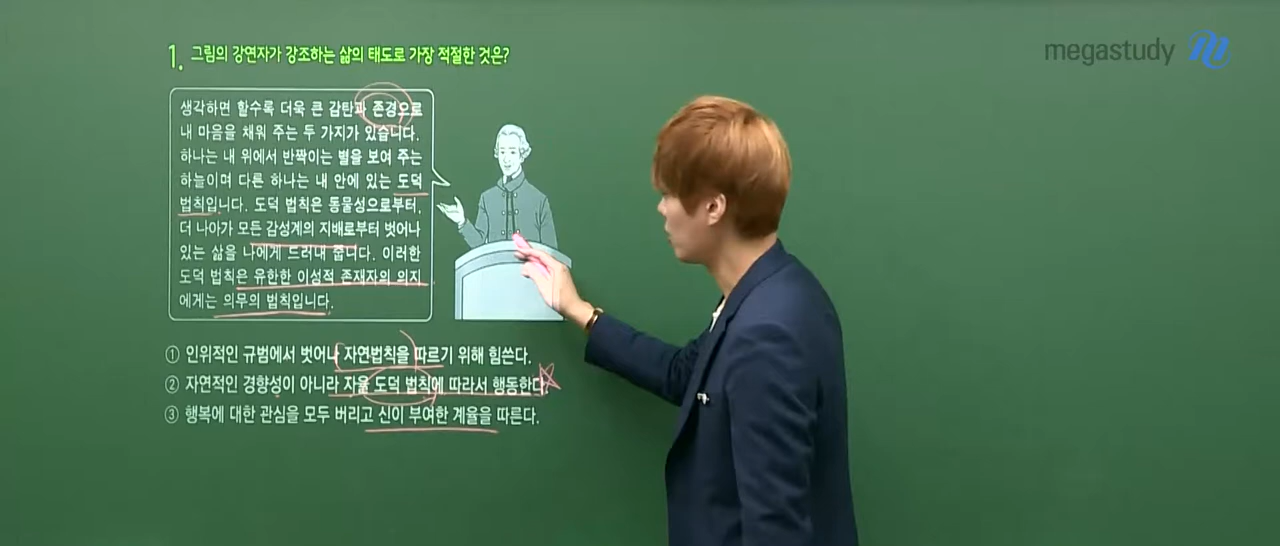 megastudy
1. 그림의 강연자가 강조하는 삶의 태도로 가장 적절한 것은?
생각하면 할수록 더욱 큰 감탄과 존경으로
내 마음을 채워 주는 두 가지가 있습니다.
하나는 내 위에서 반짝이는 별을 보여 주는
하늘이며 다른 하나는 내 안에 있는 도덕
법칙입니다. 도덕 법칙은 동물성으로부터,
더 나아가 모든 감성계의 지배로부터 벗어나
있는 삶을 나에게 드러내 줍니다. 이러한
도덕 법칙은 유한한 이성적 존재자의 의지
에게는 의무의 법칙입니다.
① 인위적인 규범에서 벗어나 자연법칙을 따르기 위해 힘쓴다.
② 자연적인 경향성이 아니라 자율 도덕 법칙에 따라서 행동한다.
③ 행복에 대한 관심을 모두 버리고 신이 부여한 계율을 따른다.